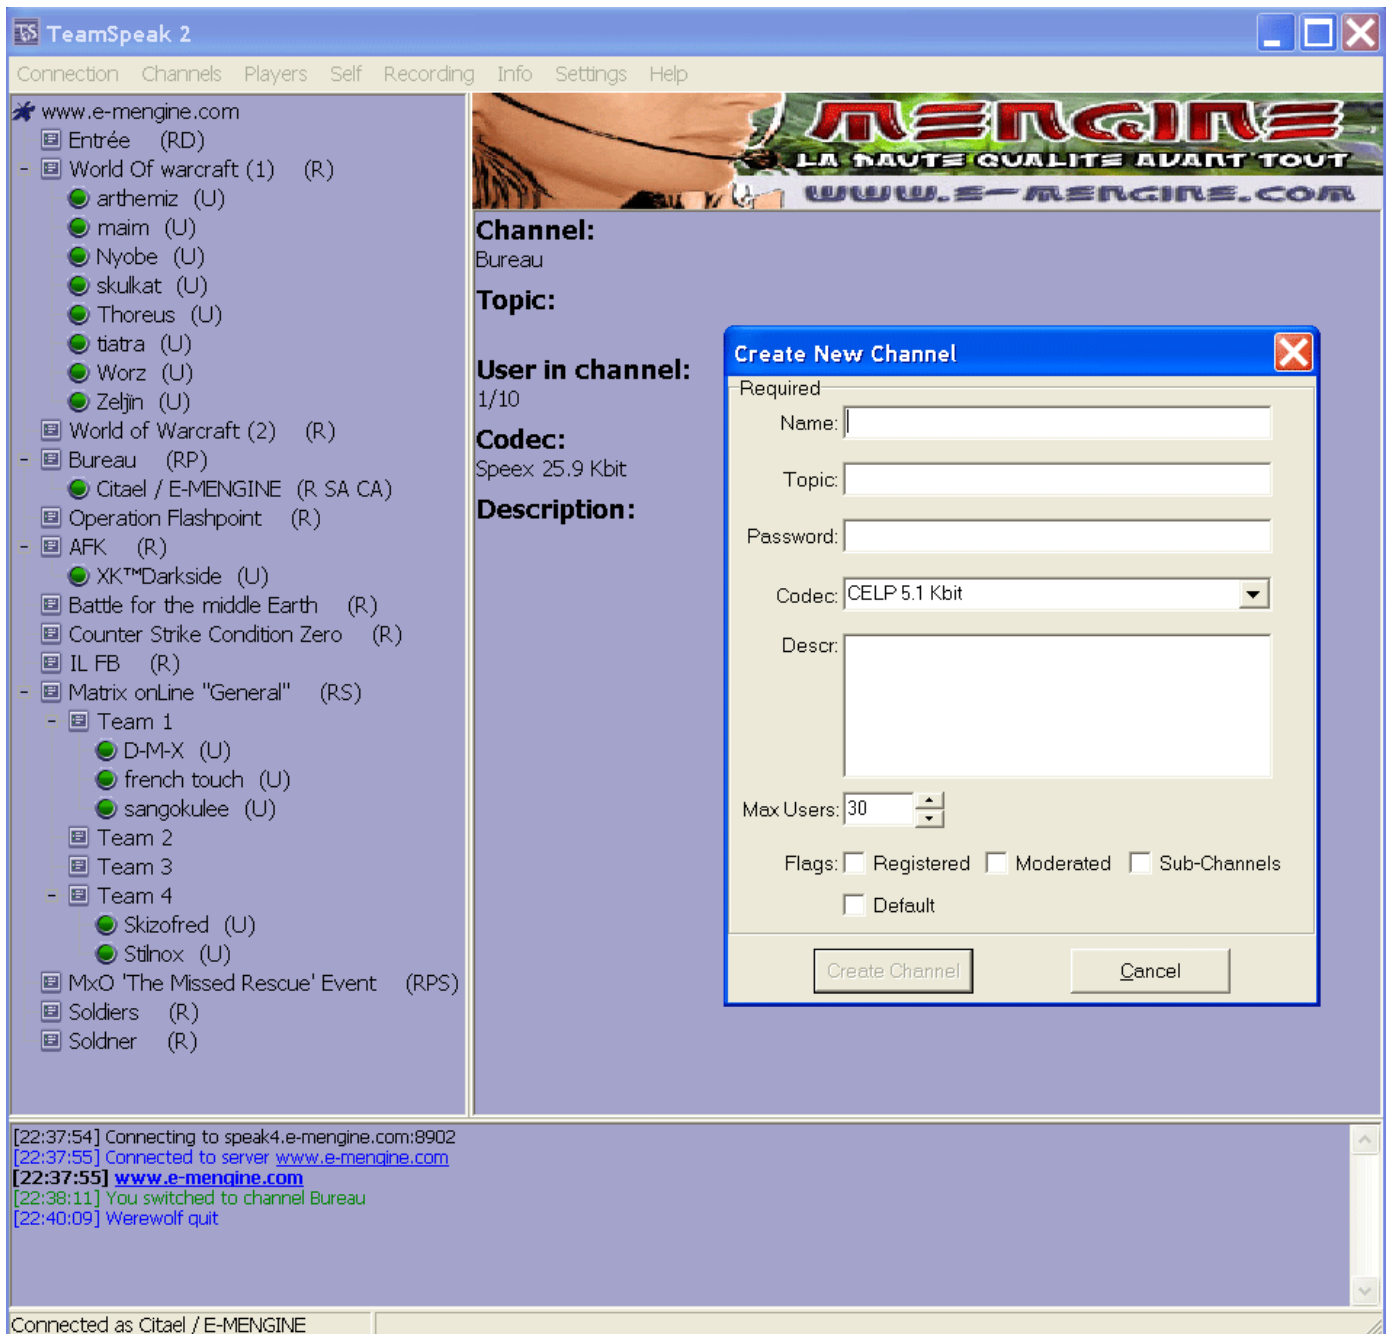 TeamSpeak 2
Connection Channels Players Self Recording Info Settings Help
www.e-mengine.com
Entrée (RD)
World Of warcraft (1) (R)
arthemiz (U)
maim (U)
Nyobe (U)
skulkat (U)
Thoreus (U)
tiatra (U)
Worz (U)
Zeljïn (U)
World of Warcraft (2) (R)
Bureau (RP)
Citael / E-MENGINE (R SA CA)
Operation Flashpoint (R)
AFK (R)
XK™Darkside (U)
Battle for the middle Earth (R)
Counter Strike Condition Zero (R)
IL FB (R)
Matrix onLine "General" (RS)
Team 1
D-M-X (U)
french touch (U)
sangokulee (U)
Team 2
Team 3
Team 4
Skizofred (U)
Stilnox (U)
MxO 'The Missed Rescue' Event (RPS)
Soldiers (R)
Soldner (R)
MENGINE
LA HAUTE QUALITE AVANT TOUT
WWW.E-MENGINE.COM
Channel:
Bureau
Topic:
User in channel:
1/10
Codec:
Speex 25.9 Kbit
Description:
Create New Channel
Required
Name:
Topic:
Password:
Codec: CELP 5.1 Kbit
Descr:
Max Users: 30
Flags: Registered Moderated Sub-Channels
Default
Create Channel Cancel
[22:37:54] Connecting to speak4.e-mengine.com:8902
[22:37:55] Connected to server www.e-mengine.com
[22:37:55] www.e-mengine.com
[22:38:11] You switched to channel Bureau
[22:40:09] Werewolf quit
Connected as Citael / E-MENGINE